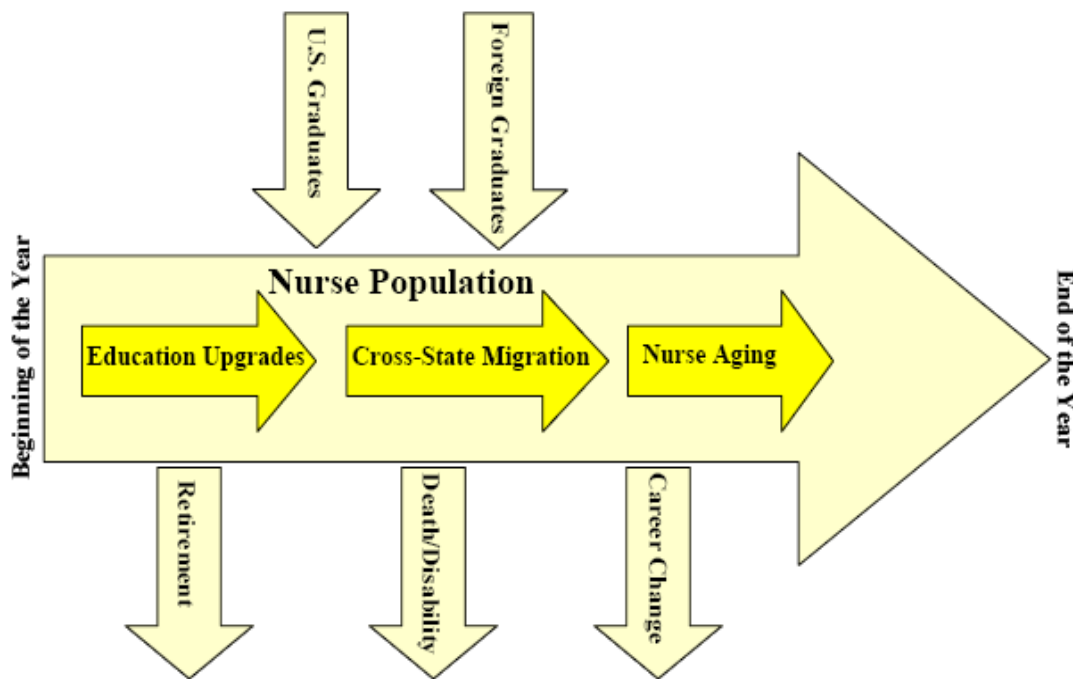 U.S. Graduates
Foreign Graduates
Beginning of the Year
Nurse Population
Education Upgrades
Cross-State Migration
Nurse Aging
End of the Year
Retirement
Death/Disability
Career Change